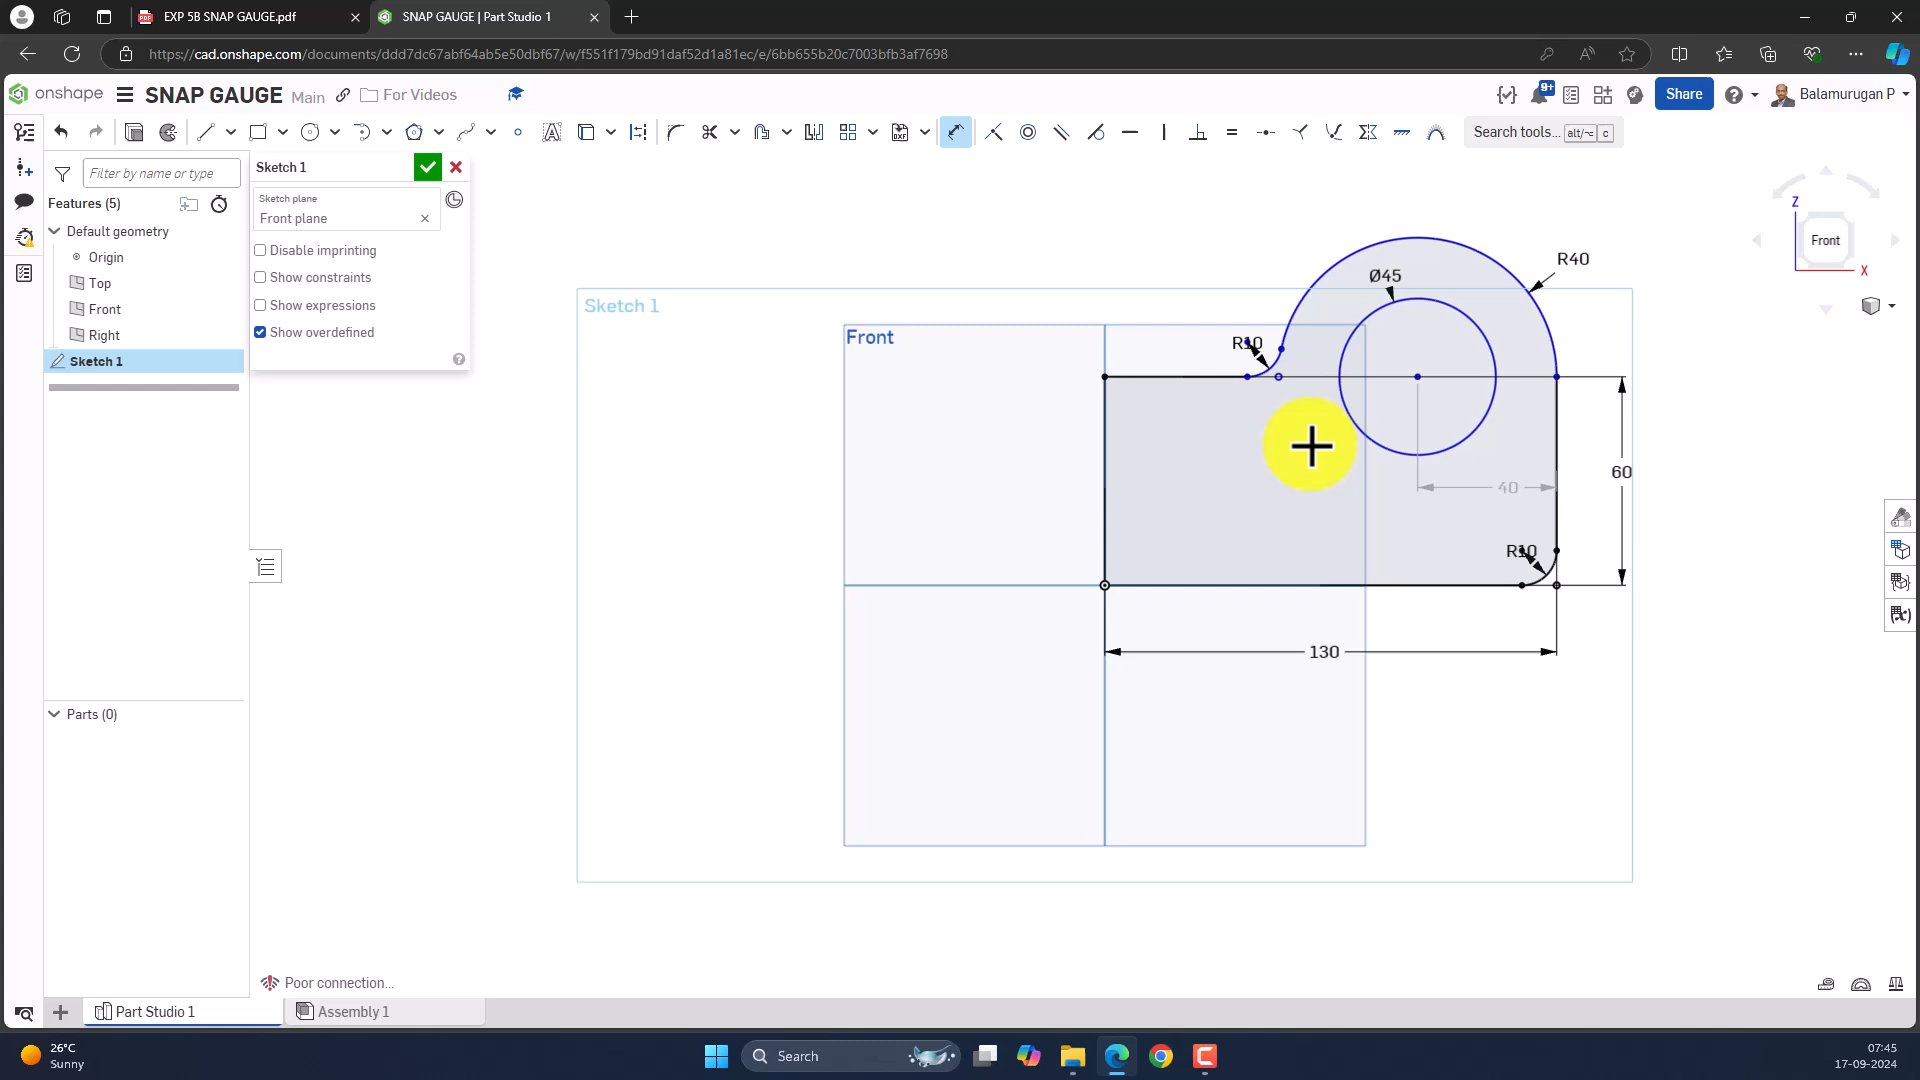 EXP 5B SNAP GAUGE.pdf
SNAP GAUGE | Part Studio 1
https://cad.onshape.com/documents/ddd7dc67abf64ab5e50dbf67/w/f551f179bd91daf52d1a81ec/e/6bb655b20c7003bfb3af7698
onshape
SNAP GAUGE Main
For Videos
9+
Share
Balamurugan P
Search tools... alt/⌥ c
Filter by name or type
Features (5)
Default geometry
Origin
Top
Front
Right
Sketch 1
Sketch 1
Sketch plane
Front plane
Disable imprinting
Show constraints
Show expressions
Show overdefined
Sketch 1
Front
R10
Ø45
R40
60
40
R10
130
Z
Front
X
Parts (0)
Poor connection...
Part Studio 1
Assembly 1
26°C
Sunny
Search
07:45
17-09-2024